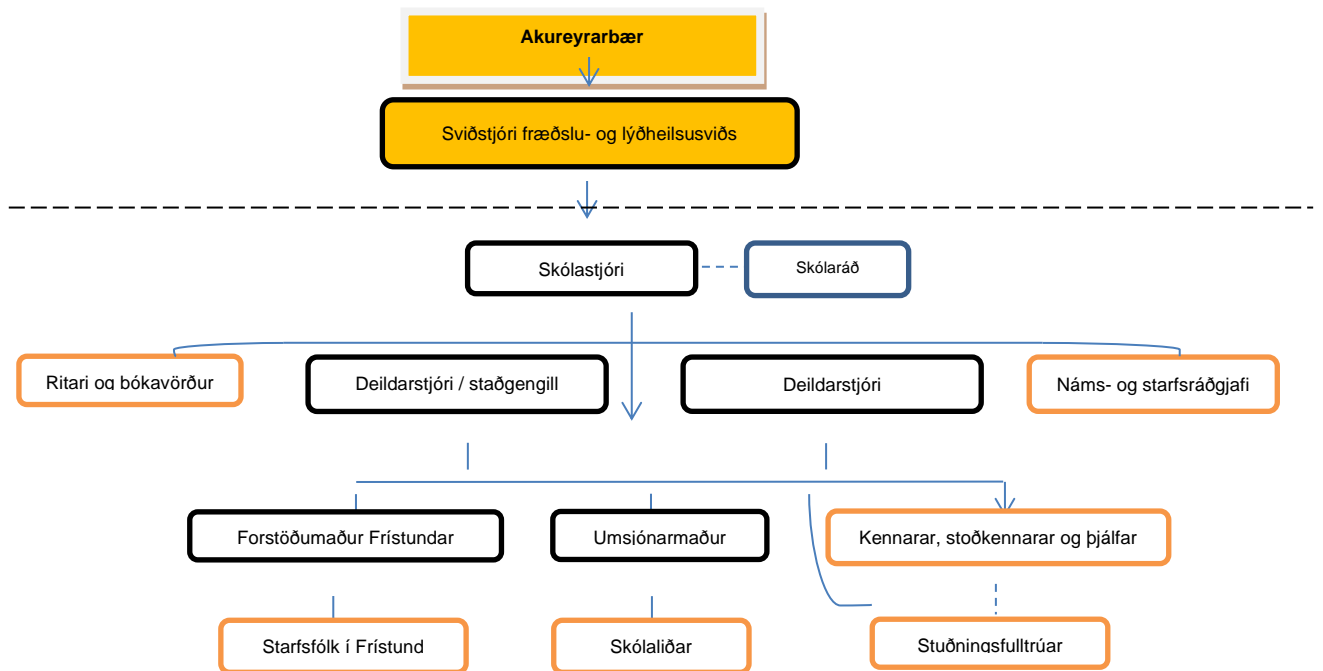 Akureyrarbær
Sviðstjóri fræðslu- og lýðheilsusviðs
Skólastjóri
Skólaráð
Ritari og bókavörður
Deildarstjóri / staðgengill
Deildarstjóri
Náms- og starfsráðgjafi
Forstöðumaður Frístundar
Umsjónarmaður
Kennarar, stoðkennarar og þjálfar
Starfsfólk í Frístund
Skólaliðar
Stuðningsfulltrúar